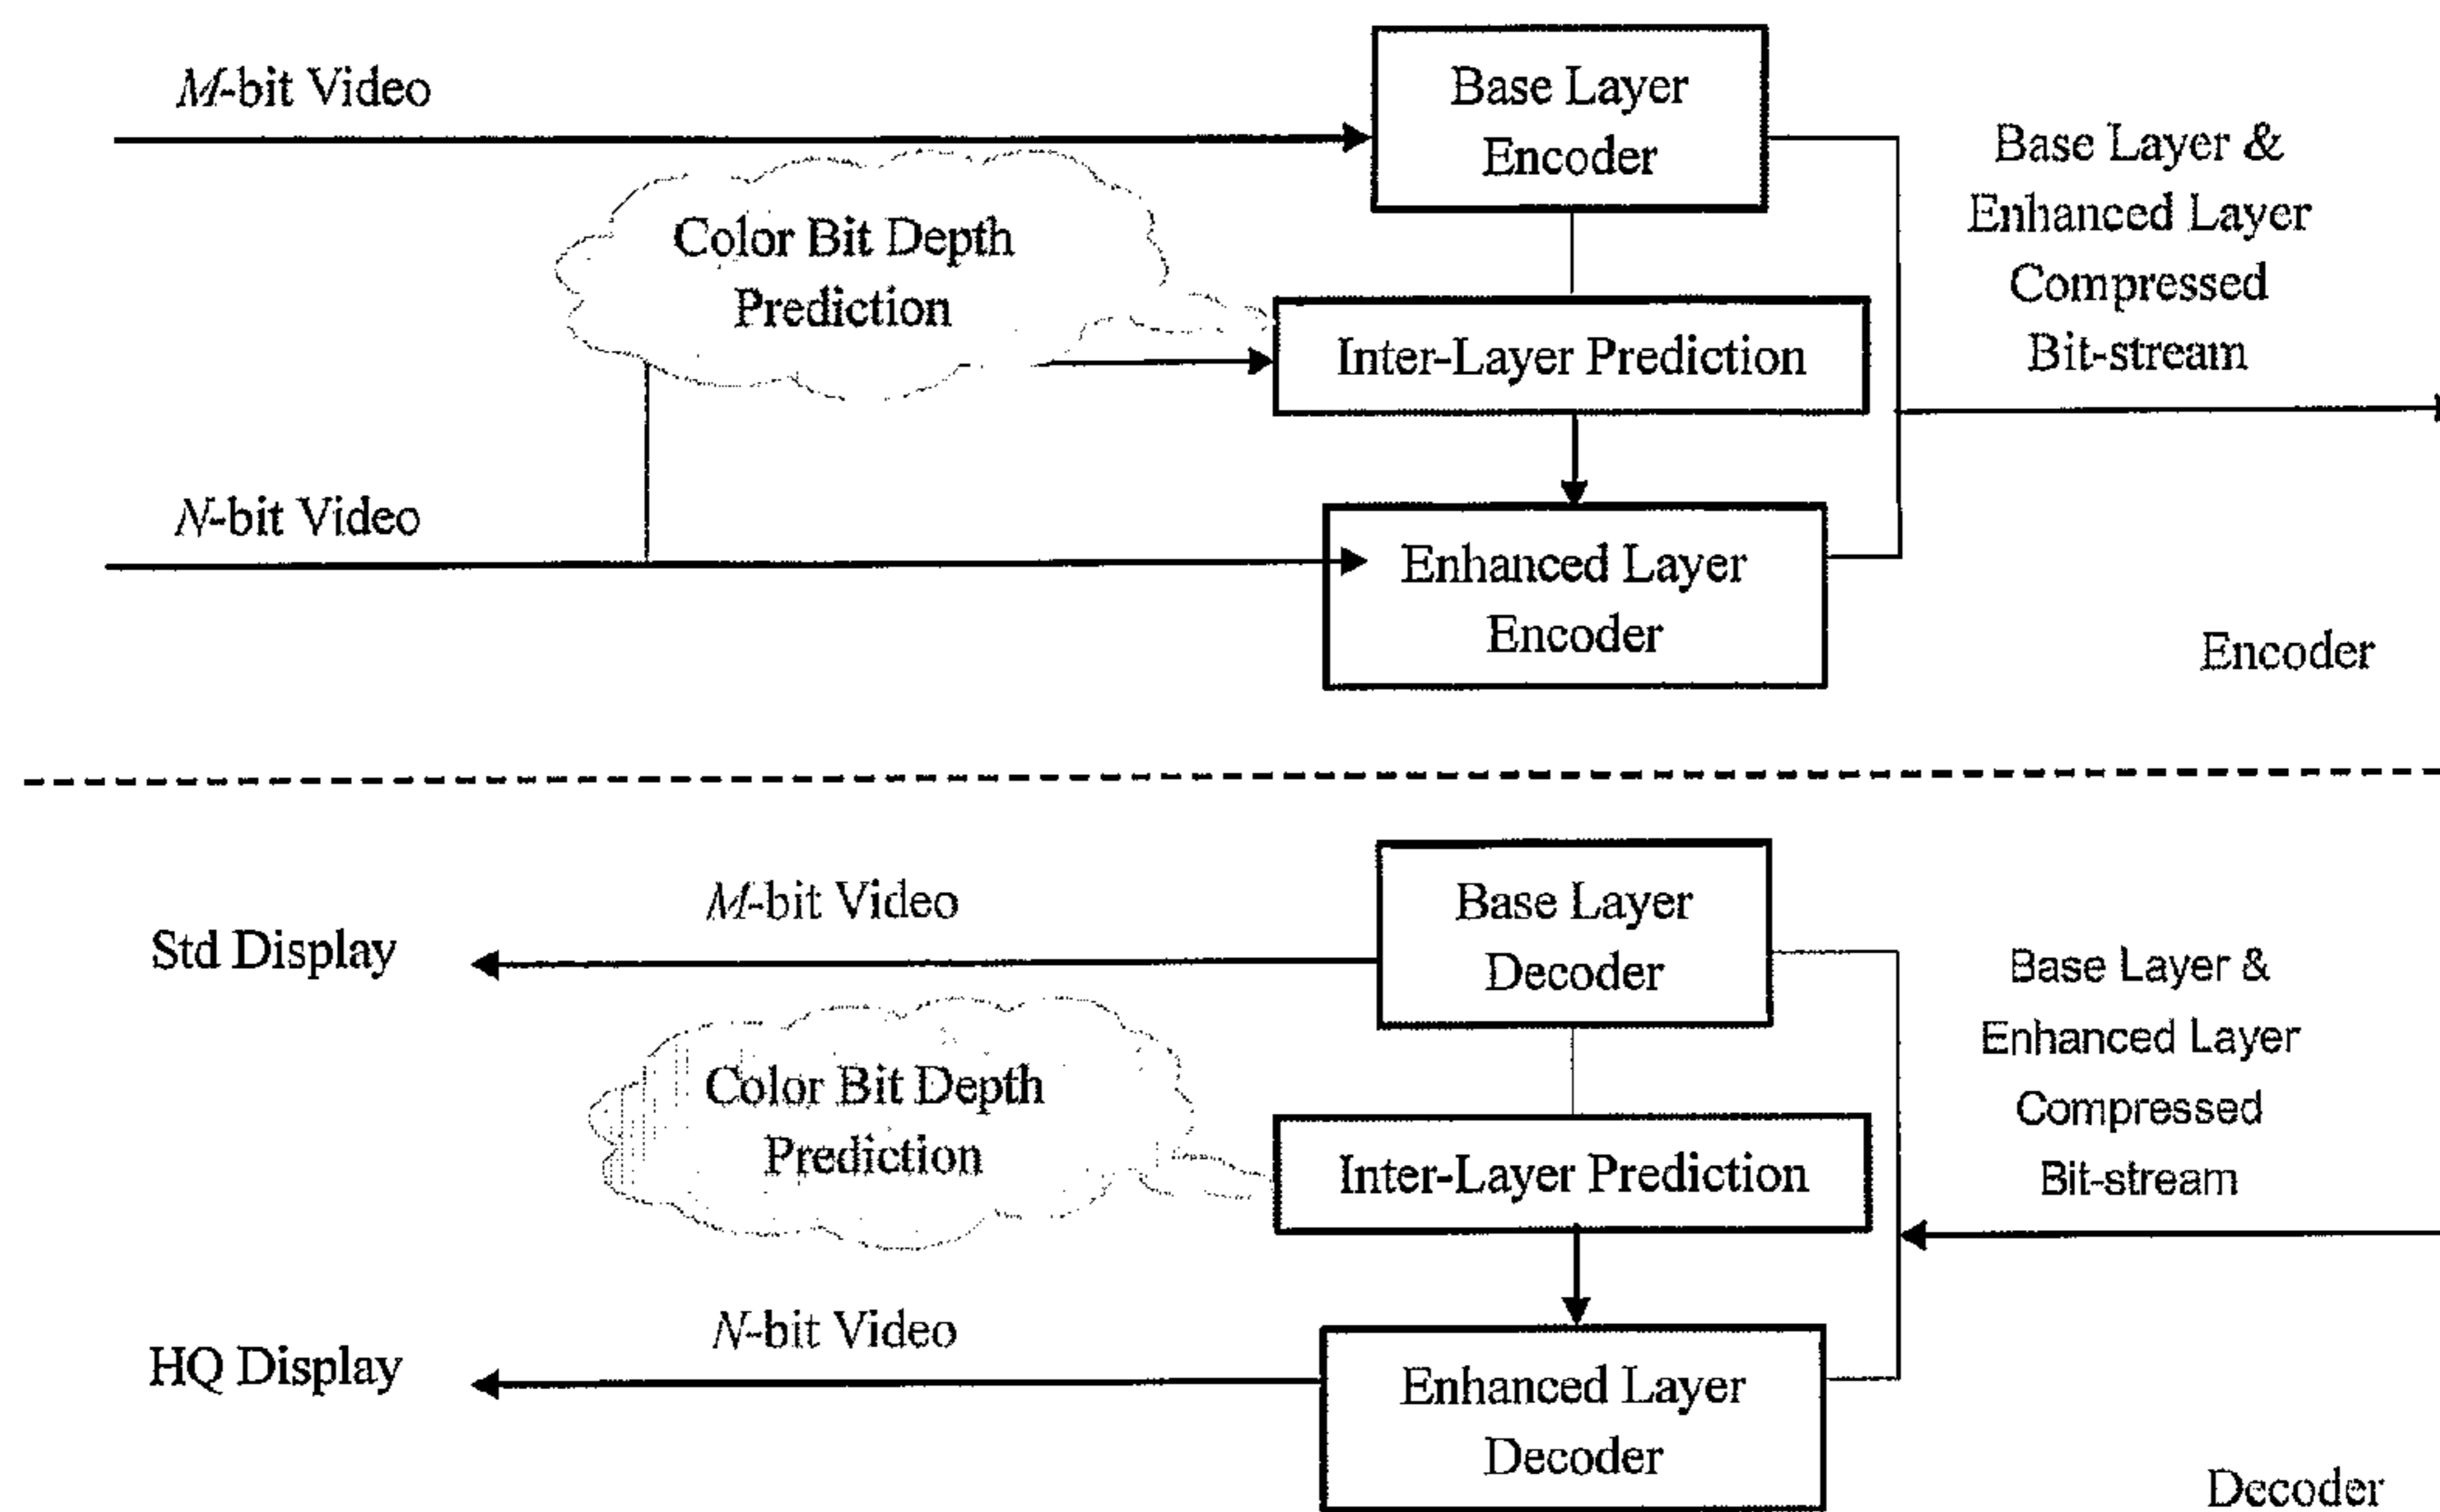 M-bit Video
Base Layer
Encoder
Base Layer &
Enhanced Layer
Compressed
Bit-stream
Color Bit Depth
Prediction
Inter-Layer Prediction
N-bit Video
Enhanced Layer
Encoder
Encoder
Std Display
M-bit Video
Base Layer
Decoder
Base Layer &
Enhanced Layer
Compressed
Bit-stream
Color Bit Depth
Prediction
Inter-Layer Prediction
HQ Display
N-bit Video
Enhanced Layer
Decoder
Decoder